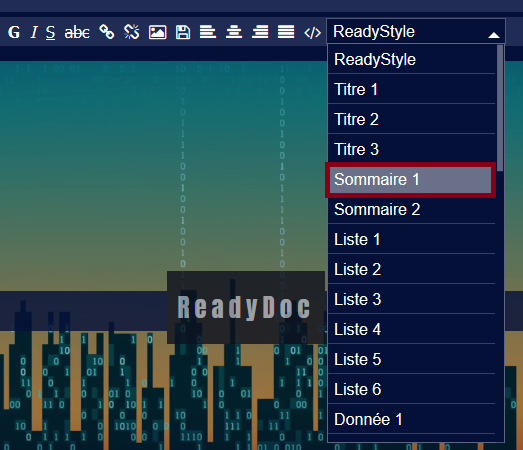 G I S abc </> ReadyStyle
ReadyStyle
Titre 1
Titre 2
Titre 3
Sommaire 1
Sommaire 2
Liste 1
Liste 2
Liste 3
Liste 4
Liste 5
Liste 6
Donnée 1
ReadyDoc